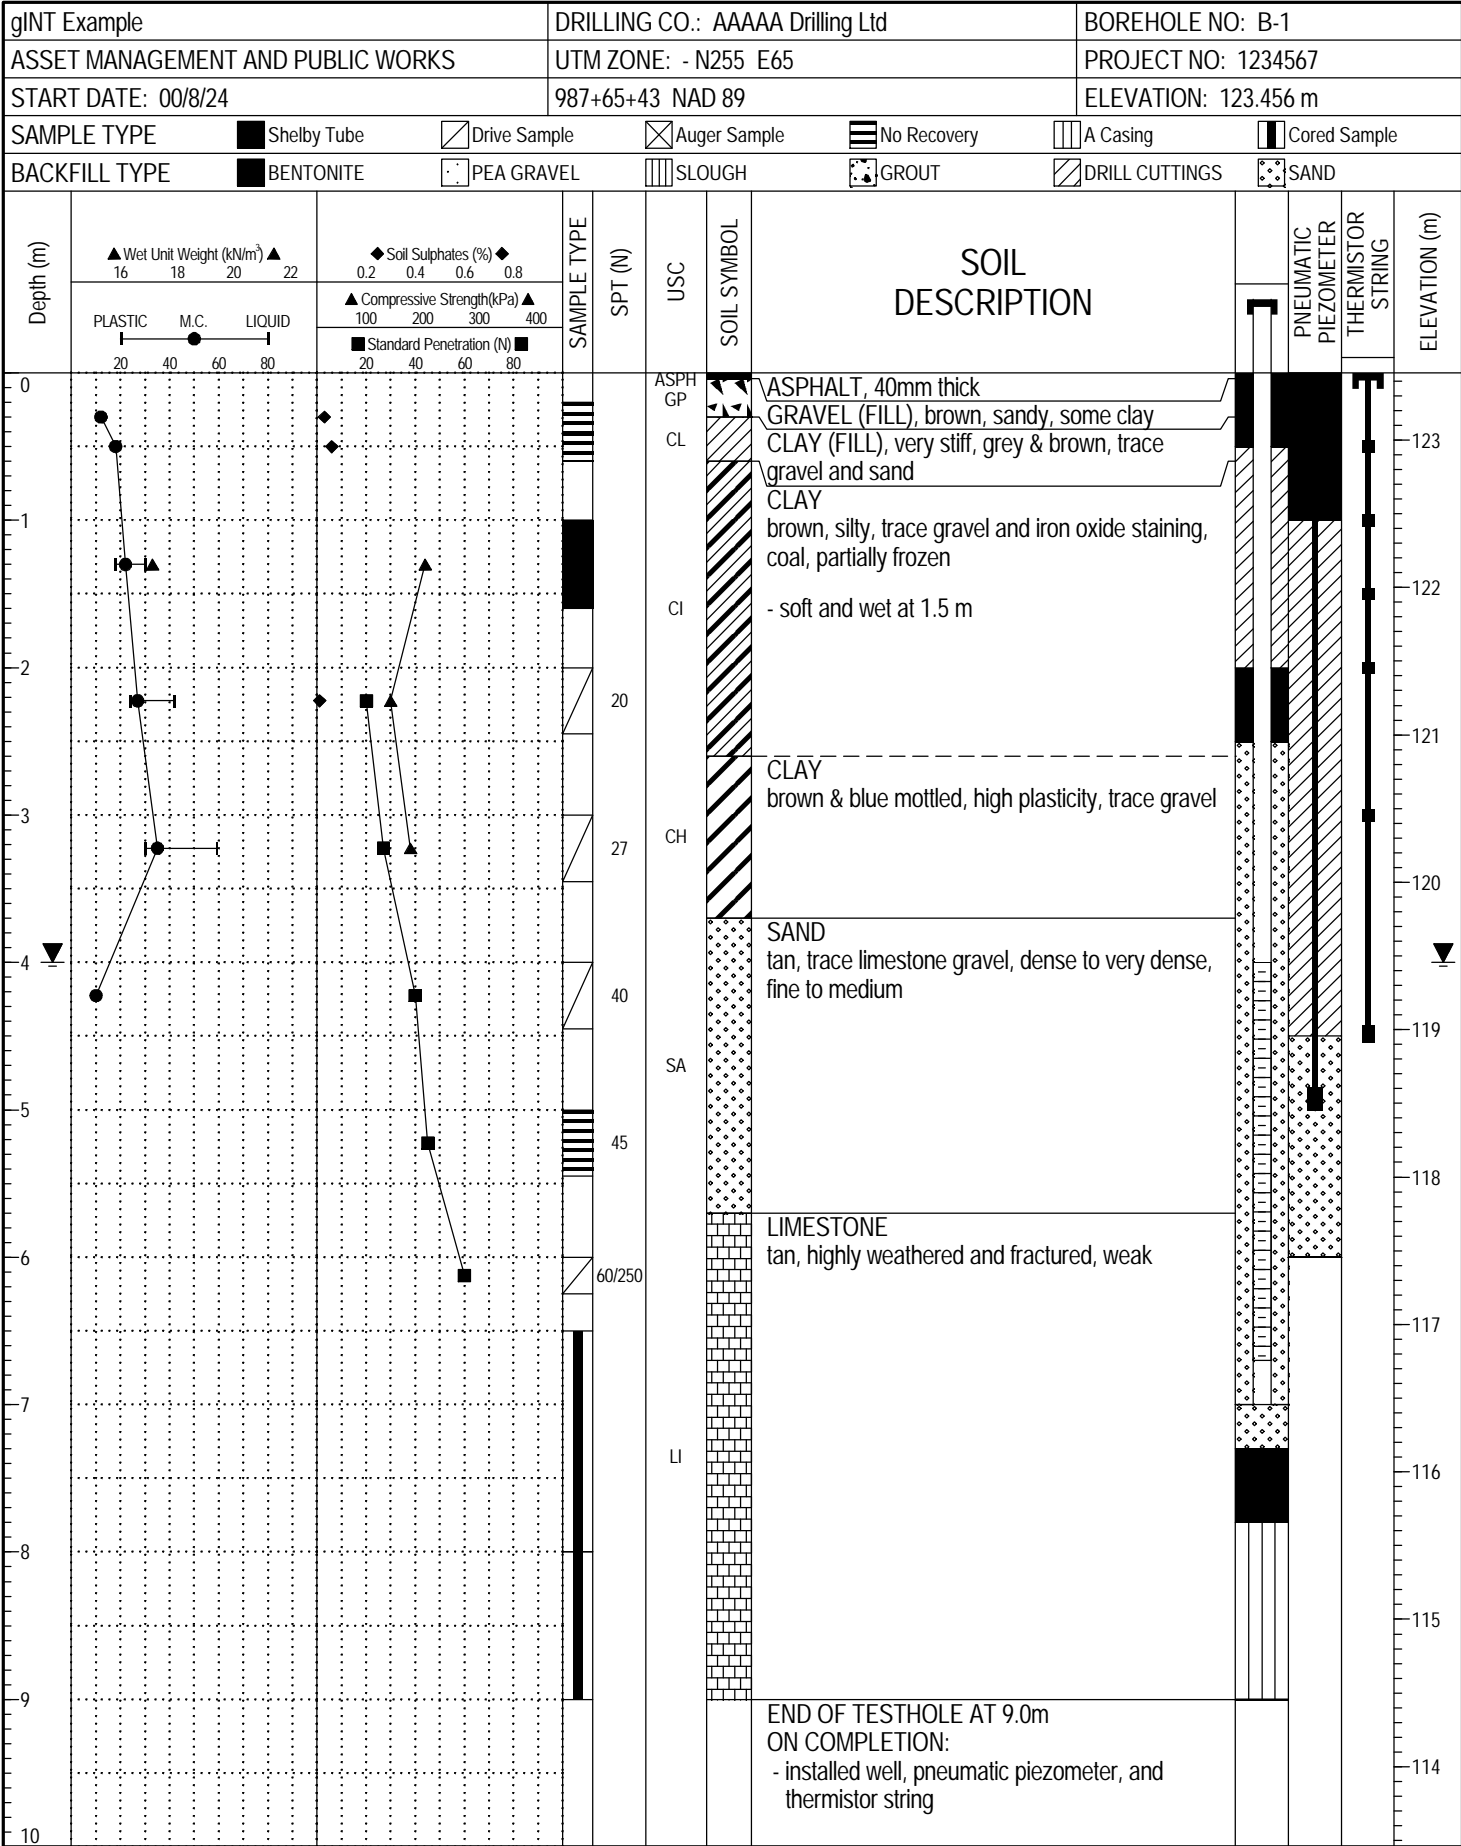 gINT Example
DRILLING CO.: AAAAA Drilling Ltd
BOREHOLE NO: B-1
ASSET MANAGEMENT AND PUBLIC WORKS
UTM ZONE: - N255 E65
PROJECT NO: 1234567
START DATE: 00/8/24
987+65+43 NAD 89
ELEVATION: 123.456 m
SAMPLE TYPE
Shelby Tube
Drive Sample
Auger Sample
No Recovery
A Casing
Cored Sample
BACKFILL TYPE
BENTONITE
PEA GRAVEL
SLOUGH
GROUT
DRILL CUTTINGS
SAND
Depth (m)
▲ Wet Unit Weight (kN/m³) ▲
16 18 20 22
PLASTIC M.C. LIQUID
20 40 60 80
◆ Soil Sulphates (%) ◆
0.2 0.4 0.6 0.8
▲ Compressive Strength(kPa) ▲
100 200 300 400
■ Standard Penetration (N) ■
20 40 60 80
SAMPLE TYPE
SPT (N)
USC
SOIL SYMBOL
SOIL
DESCRIPTION
PNEUMATIC
PIEZOMETER
THERMISTOR
STRING
ELEVATION (m)
0
1
2
3
4
5
6
7
8
9
10
20
27
40
45
60/250
ASPH
GP
CL
CI
CH
SA
LI
ASPHALT, 40mm thick
GRAVEL (FILL), brown, sandy, some clay
CLAY (FILL), very stiff, grey & brown, trace
gravel and sand
CLAY
brown, silty, trace gravel and iron oxide staining,
coal, partially frozen
- soft and wet at 1.5 m
CLAY
brown & blue mottled, high plasticity, trace gravel
SAND
tan, trace limestone gravel, dense to very dense,
fine to medium
LIMESTONE
tan, highly weathered and fractured, weak
END OF TESTHOLE AT 9.0m
ON COMPLETION:
- installed well, pneumatic piezometer, and
thermistor string
123
122
121
120
119
118
117
116
115
114